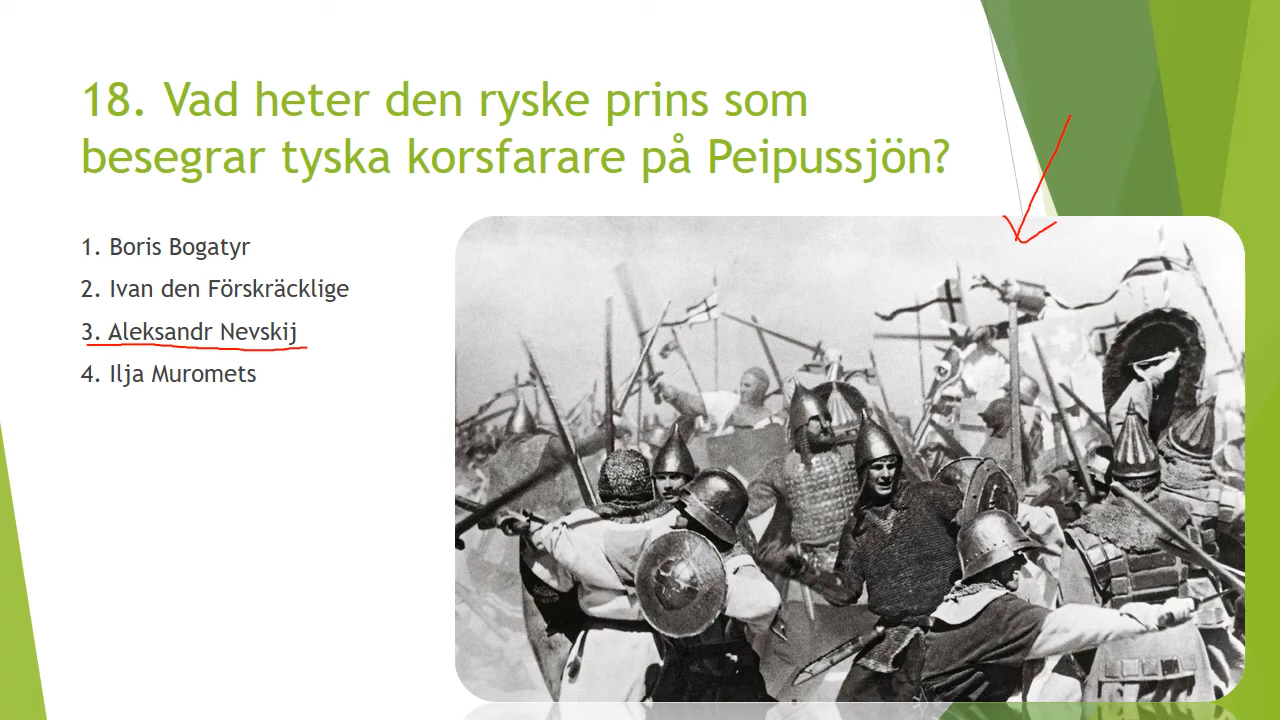 18. Vad heter den ryske prins som
besegrar tyska korsfarare på Peipussjön?
1. Boris Bogatyr
2. Ivan den Förskräcklige
3. Aleksandr Nevskij
4. Ilja Muromets